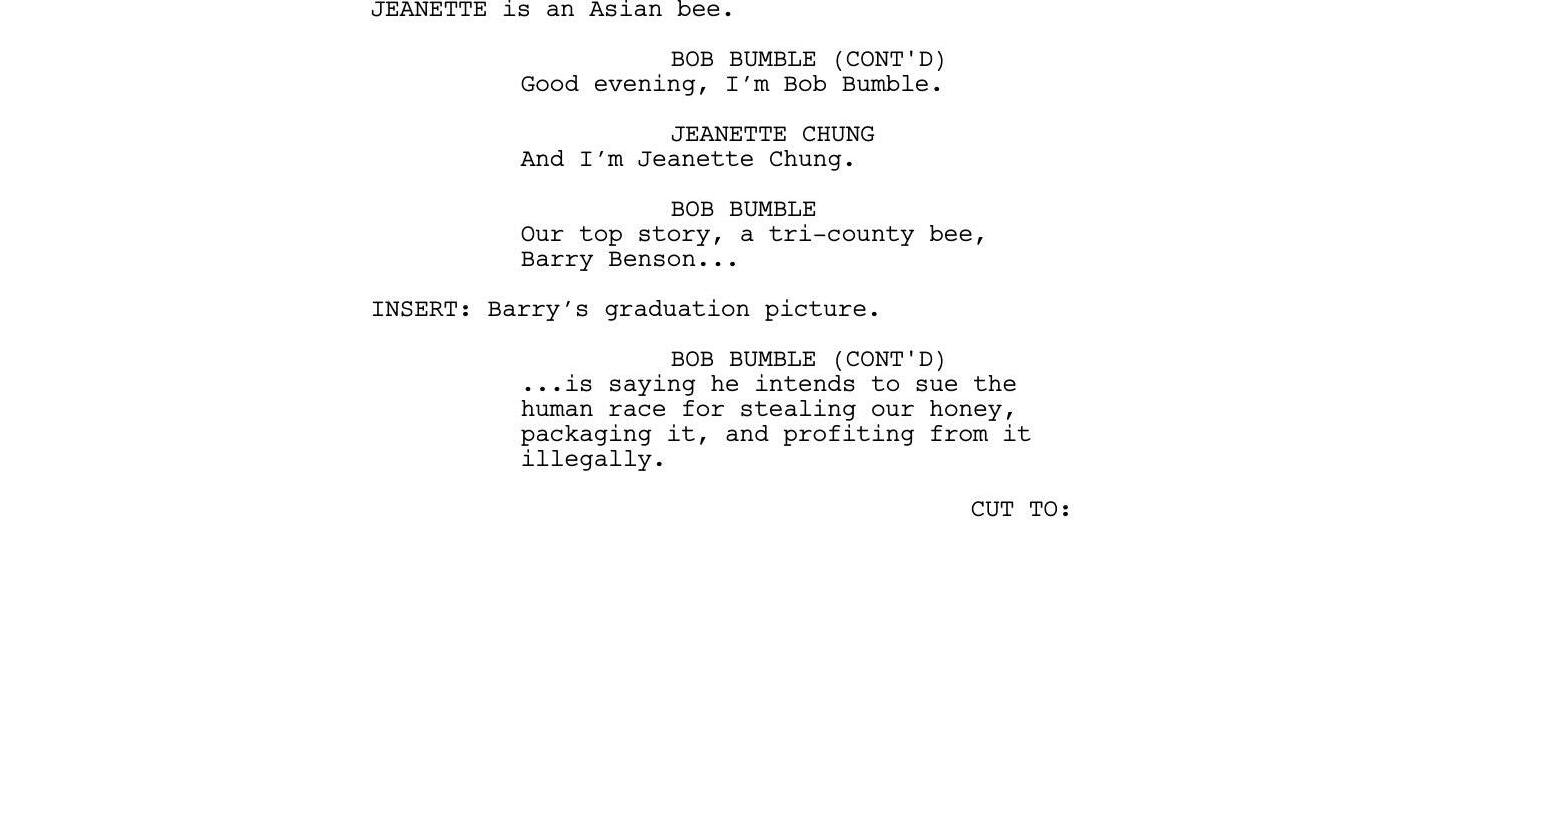 JEANETTE is an Asian bee.
BOB BUMBLE (CONT'D)
Good evening, I’m Bob Bumble.
JEANETTE CHUNG
And I’m Jeanette Chung.
BOB BUMBLE
Our top story, a tri-county bee,
Barry Benson...
INSERT: Barry’s graduation picture.
BOB BUMBLE (CONT'D)
...is saying he intends to sue the
human race for stealing our honey,
packaging it, and profiting from it
illegally.
CUT TO: